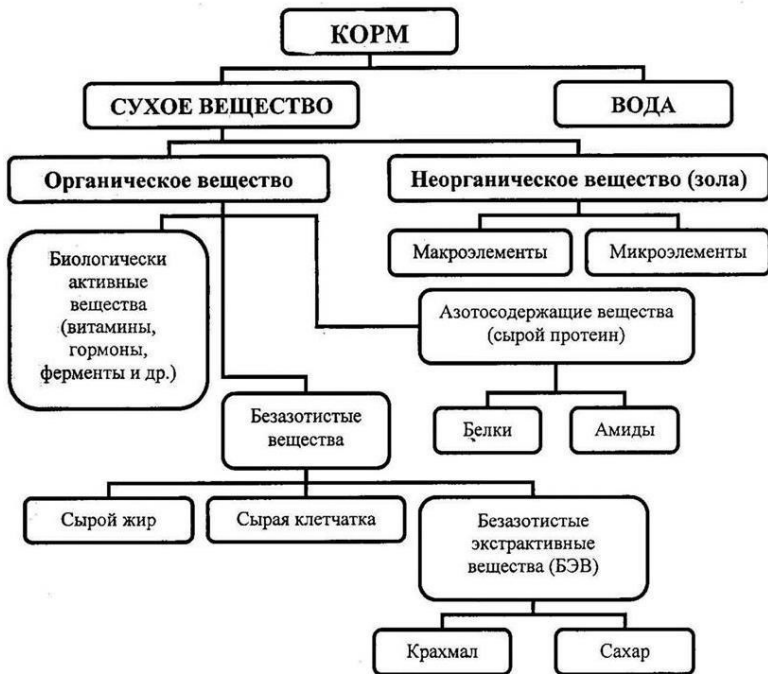 КОРМ
СУХОЕ ВЕЩЕСТВО
ВОДА
Органическое вещество
Неорганическое вещество (зола)
Макроэлементы
Микроэлементы
Биологически
активные
вещества
(витамины,
гормоны,
ферменты и др.)
Азотосодержащие вещества
(сырой протеин)
Безазотистые
вещества
Белки
Амиды
Сырой жир
Сырая клетчатка
Безазотистые
экстрактивные
вещества (БЭВ)
Крахмал
Сахар